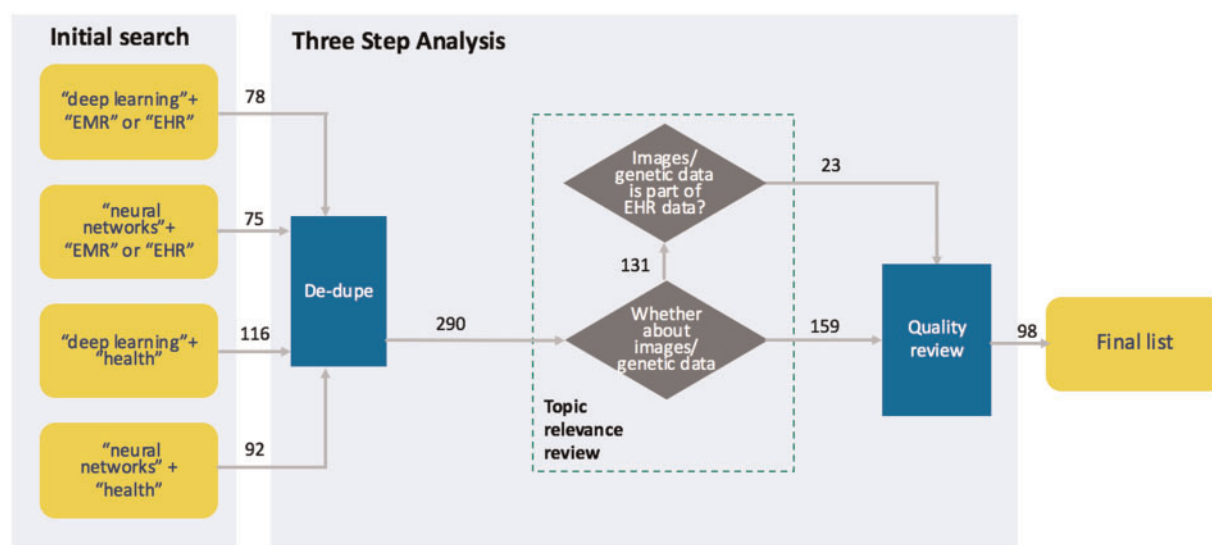 Initial search
Three Step Analysis
“deep learning”+
“EMR” or “EHR”
78
“neural
networks”+
“EMR” or “EHR”
75
“deep learning”+
“health”
116
“neural
networks” +
“health”
92
De-dupe
290
Images/
genetic data
is part of
EHR data?
23
131
Whether
about
images/
genetic data
159
Topic
relevance
review
Quality
review
98
Final list